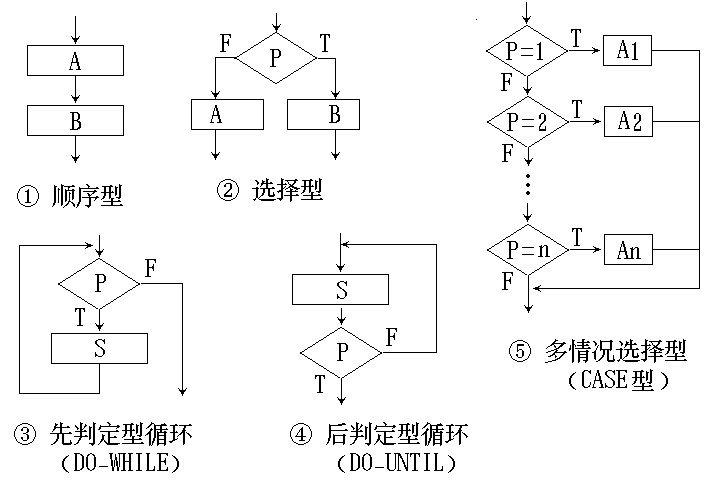 A
B
① 顺序型
F
T
P
A
B
② 选择型
P
F
T
S
③ 先判定型循环
(DO-WHILE)
S
P
F
T
④ 后判定型循环
(DO-UNTIL)
P=1
T
A1
F
P=2
T
A2
F
⋮
P=n
T
An
F
⑤ 多情况选择型
(CASE型)